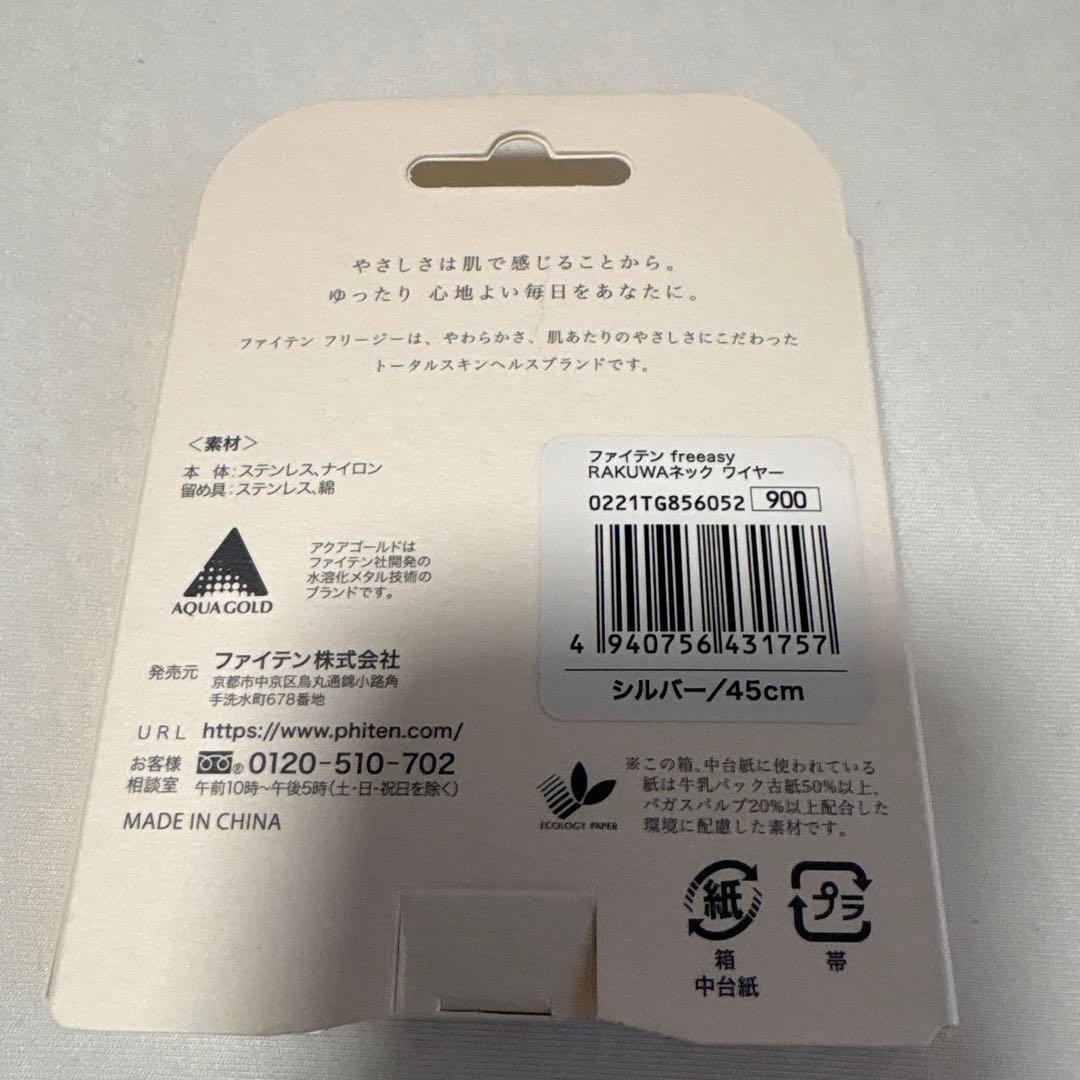 やさしさは肌で感じることから。
ゆったり 心地よい毎日をあなたに。
ファイテン フリージーは、やわらかさ、肌あたりのやさしさにこだわった
トータルスキンヘルスブランドです。
＜素材＞
本 体：ステンレス、ナイロン
留め具：ステンレス、綿
AQUA GOLD
アクアゴールドは
ファイテン社開発の
水溶化メタル技術の
ブランドです。
発売元 ファイテン株式会社
京都市中京区烏丸通錦小路角
手洗水町678番地
URL https://www.phiten.com/
お客様相談室 0120-510-702
午前10時〜午後5時（土・日・祝日を除く）
MADE IN CHINA
ファイテン freeasy
RAKUWAネック ワイヤー
0221TG856052 900
4 940756 431757
シルバー/45cm
ECOLOGY PAPER
※この箱、中台紙に使われている
紙は牛乳パック古紙50%以上、
バガスパルプ20%以上配合した
環境に配慮した素材です。
紙
箱
中台紙
プラ
帯